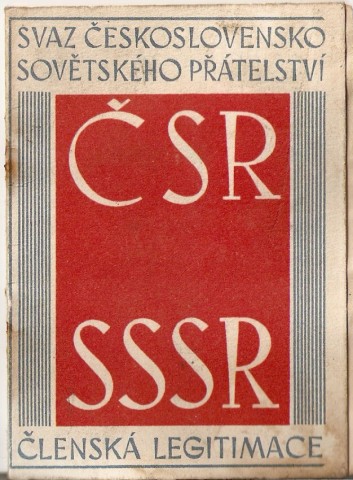 SVAZ ČESKOSLOVENSKO
SOVĚTSKÉHO PŘÁTELSTVÍ
ČSR
SSSR
ČLENSKÁ LEGITIMACE